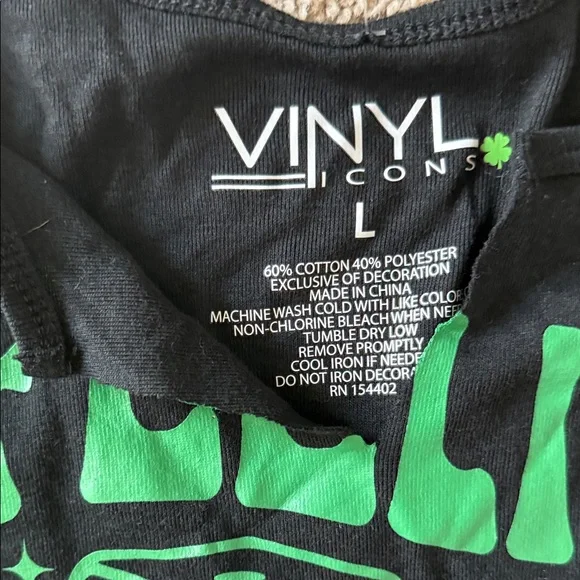 VINYL
ICONS
L
60% COTTON 40% POLYESTER
EXCLUSIVE OF DECORATION
MADE IN CHINA
MACHINE WASH COLD WITH LIKE COLOR
NON-CHLORINE BLEACH WHEN NEE
TUMBLE DRY LOW
REMOVE PROMPTLY
COOL IRON IF NEEDE
DO NOT IRON DECORA
RN 154402